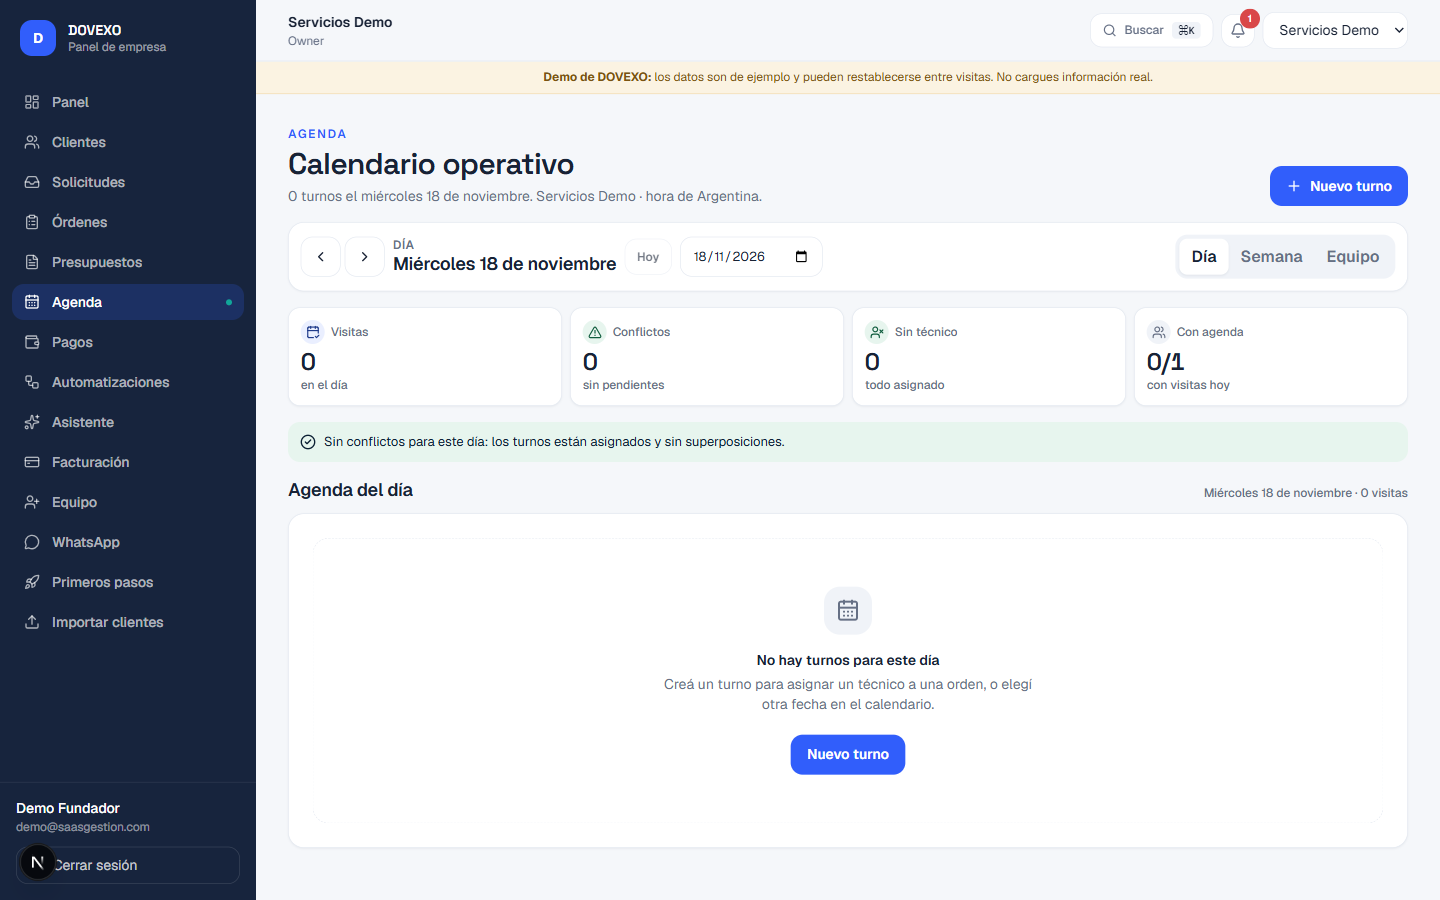 D
DOVEXO
Panel de empresa
Panel
Clientes
Solicitudes
Órdenes
Presupuestos
Agenda
Pagos
Automatizaciones
Asistente
Facturación
Equipo
WhatsApp
Primeros pasos
Importar clientes
Demo Fundador
demo@saasgestion.com
N
Cerrar sesión
Servicios Demo
Owner
Buscar ⌘K
1
Servicios Demo
Demo de DOVEXO: los datos son de ejemplo y pueden restablecerse entre visitas. No cargues información real.
AGENDA
Calendario operativo
0 turnos el miércoles 18 de noviembre. Servicios Demo · hora de Argentina.
+ Nuevo turno
DÍA
Miércoles 18 de noviembre
Hoy
18/11/2026
Día Semana Equipo
Visitas
0
en el día
Conflictos
0
sin pendientes
Sin técnico
0
todo asignado
Con agenda
0/1
con visitas hoy
Sin conflictos para este día: los turnos están asignados y sin superposiciones.
Agenda del día
Miércoles 18 de noviembre · 0 visitas
No hay turnos para este día
Creá un turno para asignar un técnico a una orden, o elegí
otra fecha en el calendario.
Nuevo turno